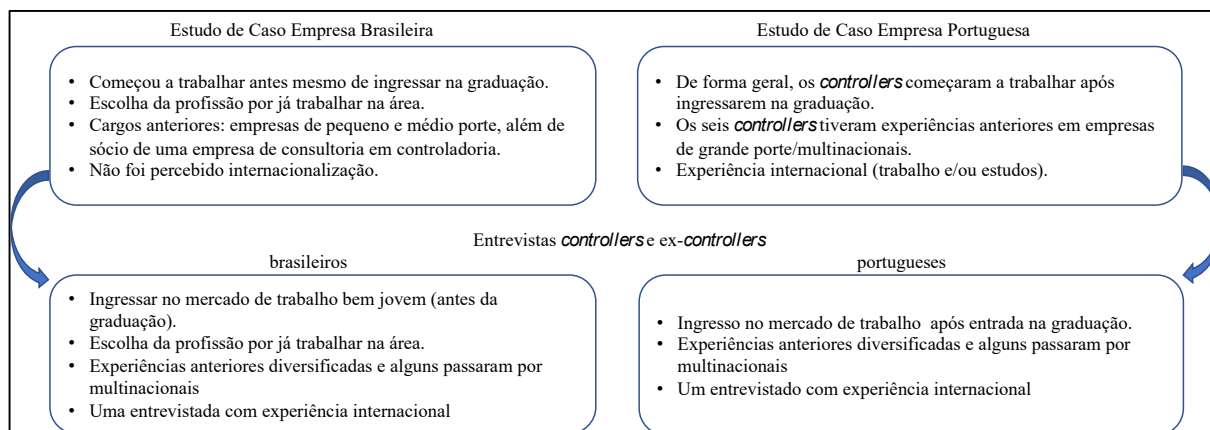 Estudo de Caso Empresa Brasileira
• Começou a trabalhar antes mesmo de ingressar na graduação.
• Escolha da profissão por já trabalhar na área.
• Cargos anteriores: empresas de pequeno e médio porte, além de
sócio de uma empresa de consultoria em controladoria.
• Não foi percebido internacionalização.
Estudo de Caso Empresa Portuguesa
• De forma geral, os controllers começaram a trabalhar após
ingressarem na graduação.
• Os seis controllers tiveram experiências anteriores em empresas
de grande porte/multinacionais.
• Experiência internacional (trabalho e/ou estudos).
Entrevistas controllers e ex-controllers
brasileiros
• Ingressar no mercado de trabalho bem jovem (antes da
graduação).
• Escolha da profissão por já trabalhar na área.
• Experiências anteriores diversificadas e alguns passaram por
multinacionais
• Uma entrevistada com experiência internacional
portugueses
• Ingresso no mercado de trabalho após entrada na graduação.
• Experiências anteriores diversificadas e alguns passaram por
multinacionais
• Um entrevistado com experiência internacional